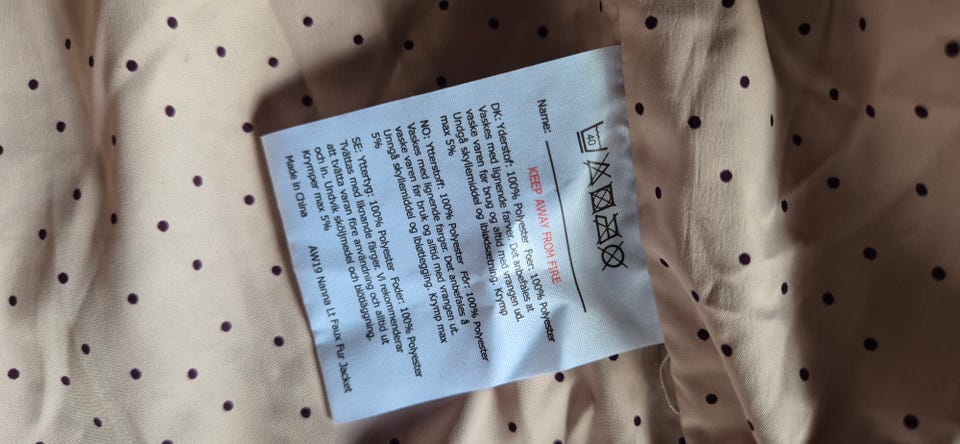 40
Name:
KEEP AWAY FROM FIRE
DK: Yderstof: 100% Polyester Foer: 100% Polyester
Vaskes med lignende farver. Det anbefales at
vaske varen før brug og altid med vrangen ud.
Undgå skyllemiddel og iblødsætning. Krymp
max 5%
NO: Ytterstoff: 100% Polyester Fôr: 100% Polyester
Vaskes med lignende farger. Det anbefales å
vaske varen før bruk og altid med vrangen ut.
Unngå skyllemiddel og iblødlegging. Krymp max
5%
SE: Yttertyg: 100% Polyester Foder: 100% Polyester
Tvättas med liknande färger. Vi rekommenderar
att tvätta varan före användning och alltid ut
och in. Undvik sköljmedel och blötläggning.
Krymper max 5%
Made in China AW19 Nanna Lt Faux Fur Jacket